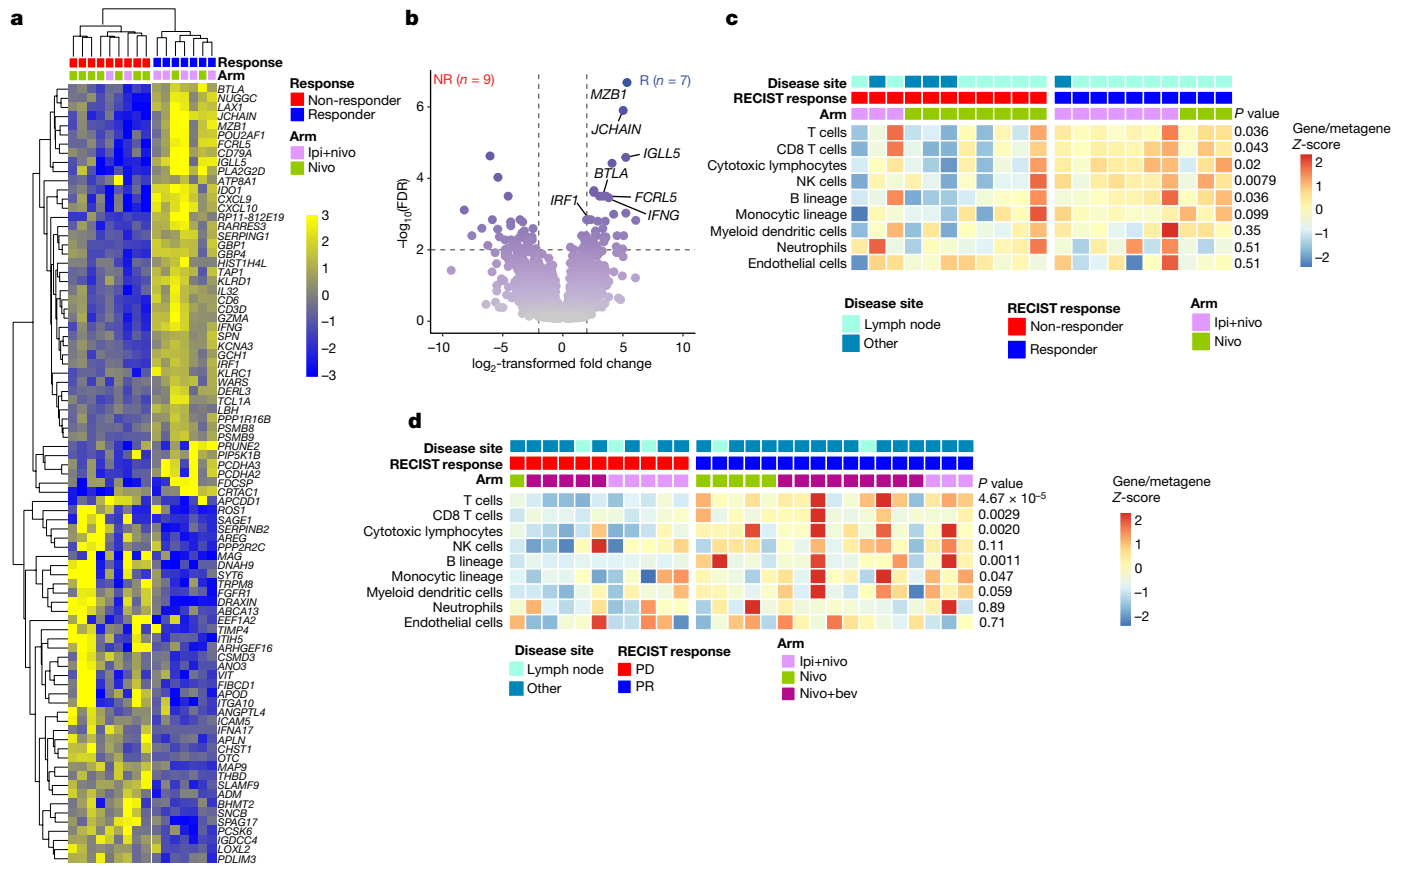 a
Response
Arm
BTLA
NUGGC
LAX1
JCHAIN
MZB1
POU2AF1
FCRL5
CD79A
IGLL5
PLA2G2D
ATP8A1
IDO1
CXCL9
CXCL10
RP11-812E19
RARRES3
SERPING1
GBP1
GBP4
HIST1H4L
TAP1
KLRD1
IL32
CD6
CD3D
GZMA
IFNG
SPN
KCNA3
GCH1
IRF1
KLRC1
WARS
DERL3
TCL1A
LBH
PPP1R16B
PSMB8
PSMB9
PRUNE2
PIP5K1B
PCDHA3
PCDHA2
FDCSP
CRTAC1
APCDD1
ROS1
SAGE1
SERPINB2
AREG
PPP2R2C
MAG
DNAH9
SYT6
TRPM8
FGFR1
DRAXIN
ABCA13
EEF1A2
TIMP4
ITIH5
ARHGEF16
CSMD3
ANO3
VIT
FIBCD1
APOD
ITGA10
ANGPTL4
ICAM5
IFNA17
APLN
CHST1
OTC
MAP9
THBD
SLAMF9
ADM
BHMT2
SNCB
SPAG17
PCSK6
IGDCC4
LOXL2
PDLIM3
Response
Non-responder
Responder
Arm
Ipi+nivo
Nivo
3
2
1
0
−1
−2
−3
b
NR (n = 9)
R (n = 7)
MZB1
JCHAIN
IGLL5
BTLA
FCRL5
IRF1
IFNG
−log10(FDR)
6
4
2
0
−10
−5
0
5
10
log2-transformed fold change
c
Disease site
RECIST response
Arm
P value
T cells 0.036
CD8 T cells 0.043
Cytotoxic lymphocytes 0.02
NK cells 0.0079
B lineage 0.036
Monocytic lineage 0.099
Myeloid dendritic cells 0.35
Neutrophils 0.51
Endothelial cells 0.51
Gene/metagene
Z-score
2
1
0
−1
−2
Disease site
Lymph node
Other
RECIST response
Non-responder
Responder
Arm
Ipi+nivo
Nivo
d
Disease site
RECIST response
Arm
P value
T cells 4.67 × 10−5
CD8 T cells 0.0029
Cytotoxic lymphocytes 0.0020
NK cells 0.11
B lineage 0.0011
Monocytic lineage 0.047
Myeloid dendritic cells 0.059
Neutrophils 0.89
Endothelial cells 0.71
Gene/metagene
Z-score
2
1
0
−1
−2
Disease site
Lymph node
Other
RECIST response
PD
PR
Arm
Ipi+nivo
Nivo
Nivo+bev